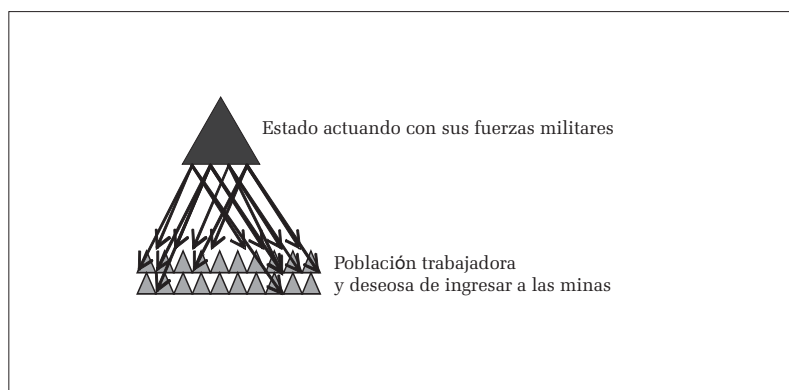 Estado actuando con sus fuerzas militares
Población trabajadora
y deseosa de ingresar a las minas